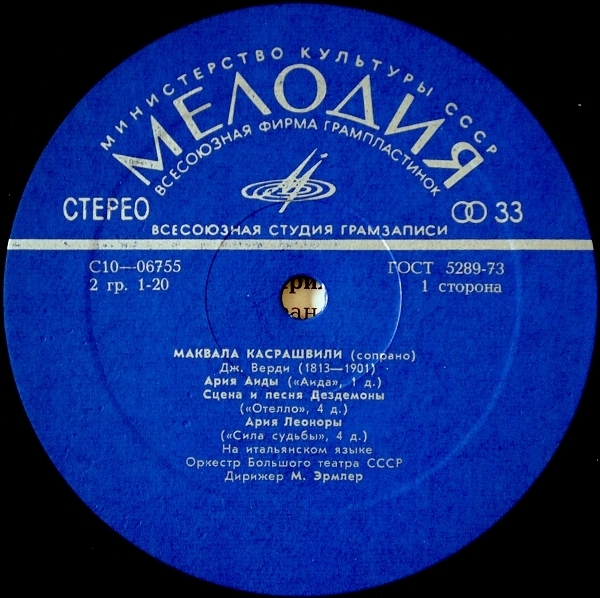 МИНИСТЕРСТВО КУЛЬТУРЫ СССР
МЕЛОДИЯ
ВСЕСОЮЗНАЯ ФИРМА ГРАМПЛАСТИНОК
СТЕРЕО
33
ВСЕСОЮЗНАЯ СТУДИЯ ГРАМЗАПИСИ
С10—06755
ГОСТ 5289-73
2 гр. 1-20
1 сторона
МАКВАЛА КАСРАШВИЛИ (сопрано)
Дж. Верди (1813—1901)
Ария Аиды («Аида», 1 д.)
Сцена и песня Дездемоны
(«Отелло», 4 д.)
Ария Леоноры
(«Сила судьбы», 4 д.)
На итальянском языке
Оркестр Большого театра СССР
Дирижер М. Эрмлер